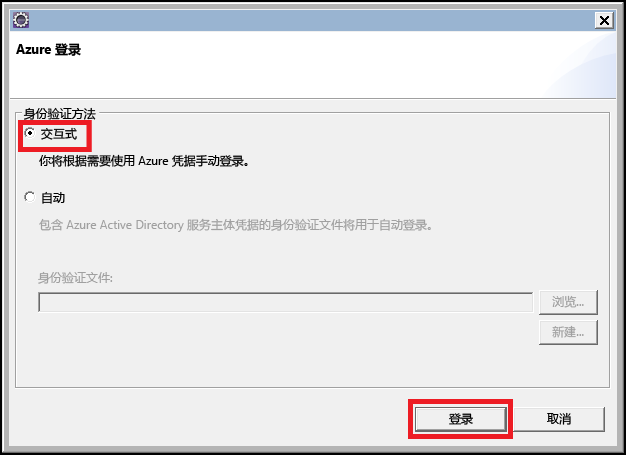 Azure 登录
身份验证方法
交互式
你将根据需要使用 Azure 凭据手动登录。
自动
包含 Azure Active Directory 服务主体凭据的身份验证文件将用于自动登录。
身份验证文件:
浏览...
新建...
登录
取消